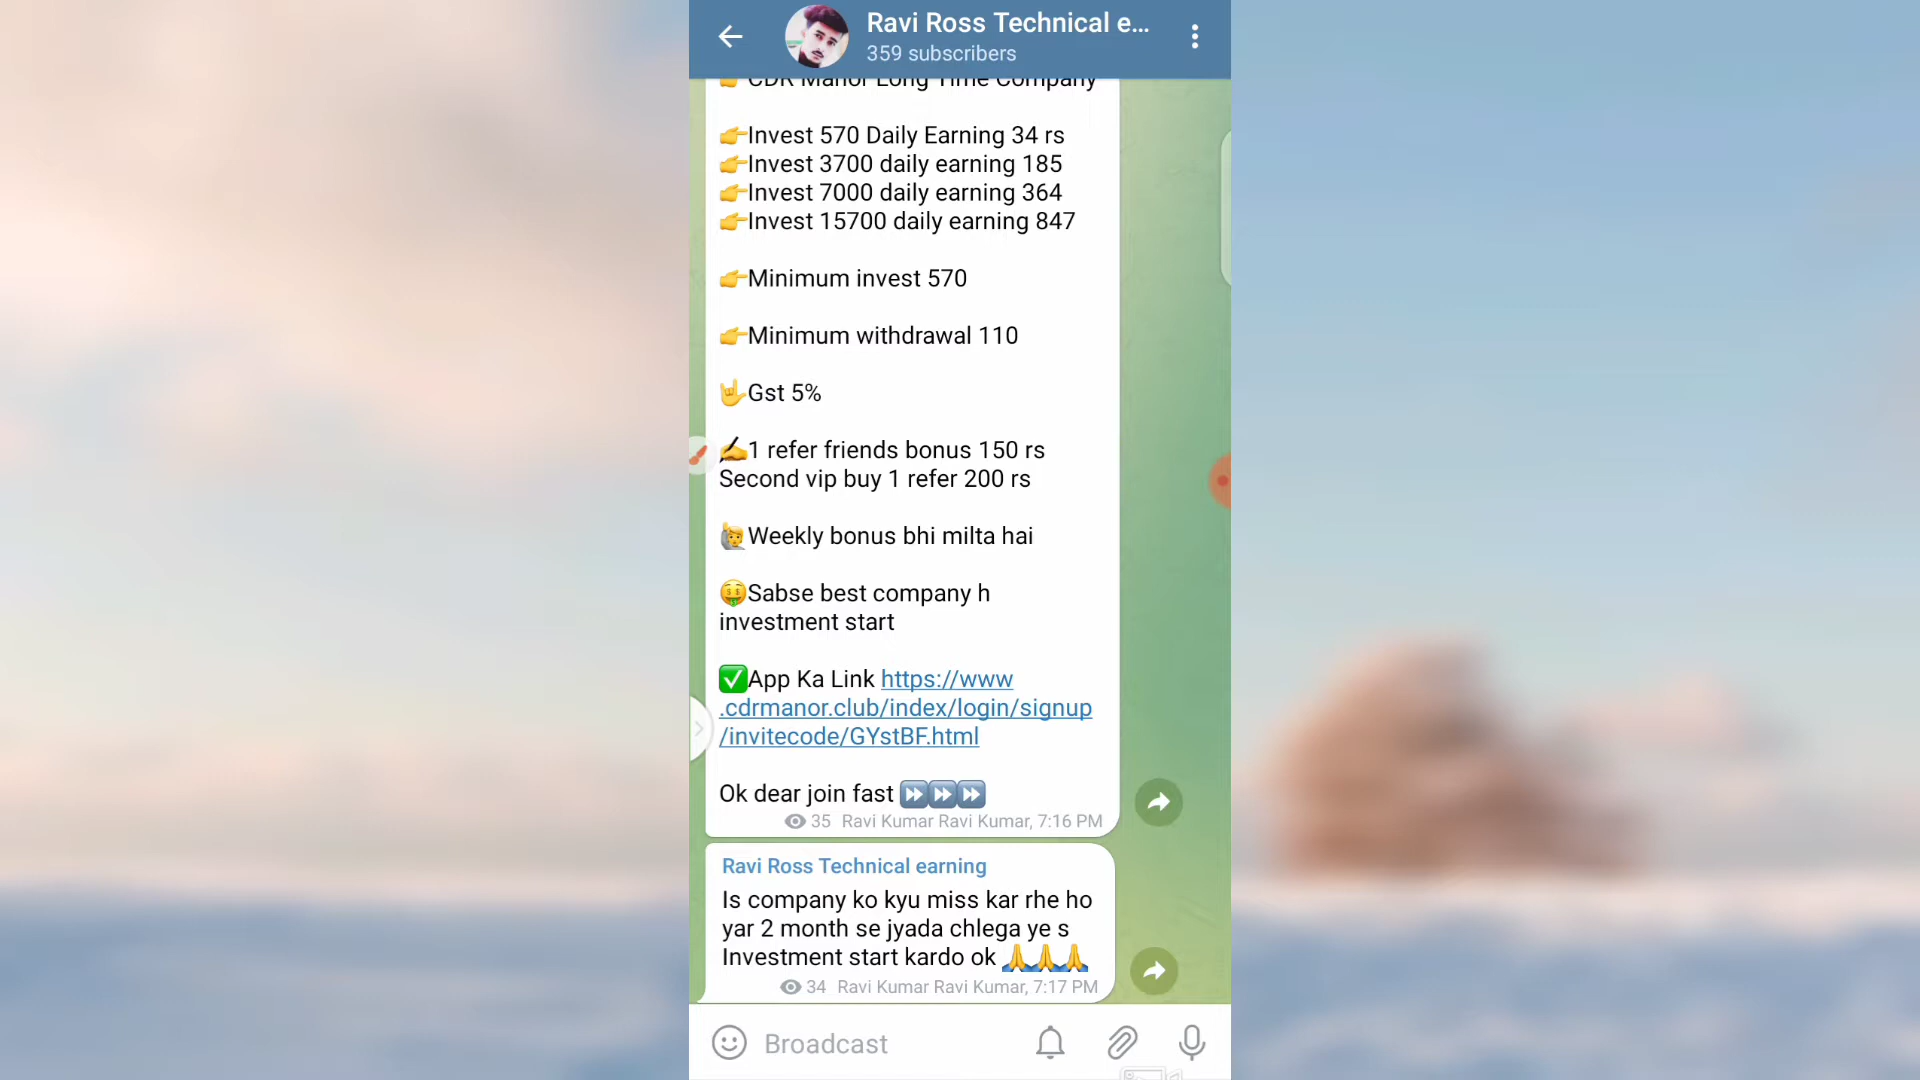 Ravi Ross Technical e...
359 subscribers
👉 CDR Manor Long Time Company
👉Invest 570 Daily Earning 34 rs
👉Invest 3700 daily earning 185
👉Invest 7000 daily earning 364
👉Invest 15700 daily earning 847
👉Minimum invest 570
👉Minimum withdrawal 110
🤟Gst 5%
✍1 refer friends bonus 150 rs
Second vip buy 1 refer 200 rs
🙋Weekly bonus bhi milta hai
🤑Sabse best company h
investment start
✅App Ka Link https://www
.cdrmanor.club/index/login/signup
/invitecode/GYstBF.html
Ok dear join fast ⏩⏩⏩
35 Ravi Kumar Ravi Kumar, 7:16 PM
Ravi Ross Technical earning
Is company ko kyu miss kar rhe ho
yar 2 month se jyada chlega ye s
Investment start kardo ok 🙏🙏🙏
34 Ravi Kumar Ravi Kumar, 7:17 PM
Broadcast